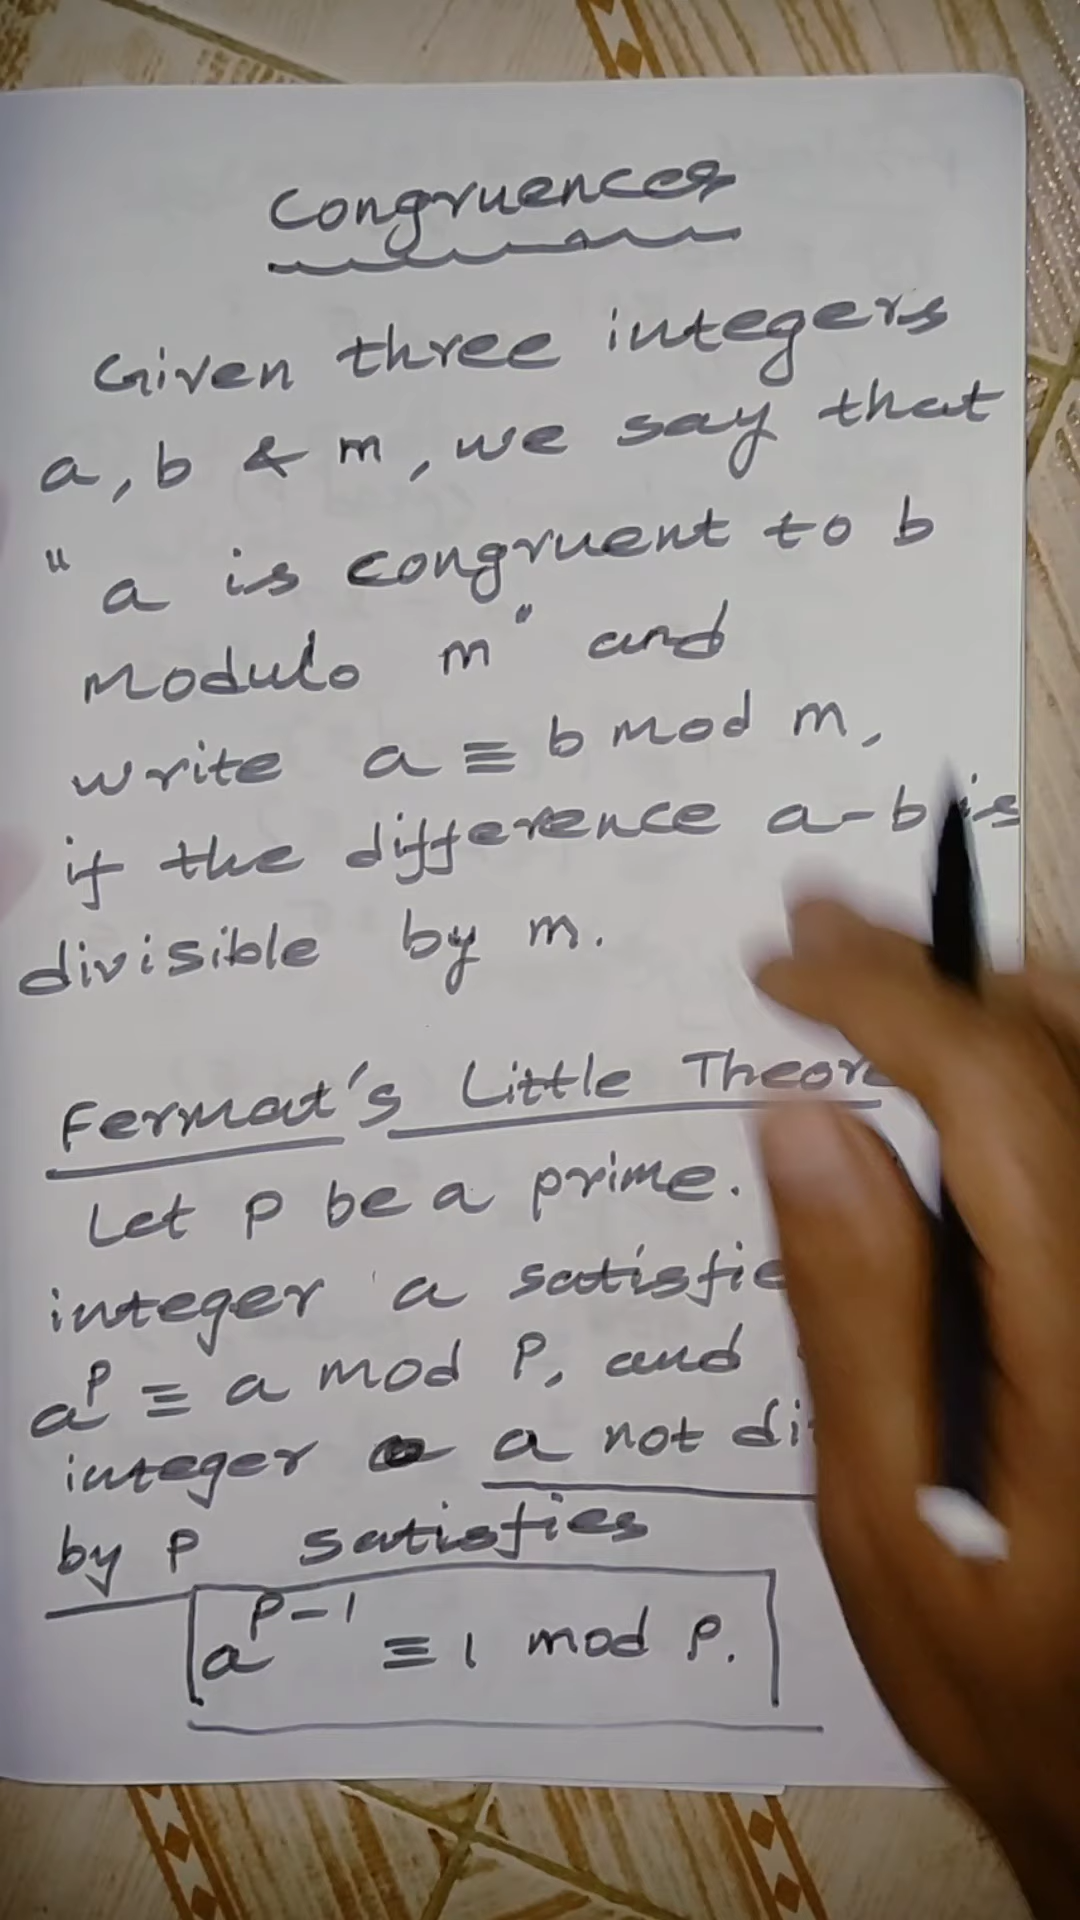 Congruences
Given three integers
a, b & m, we say that
" a is congruent to b
modulo m " and
write a ≡ b mod m,
if the difference a-b is
divisible by m.
Fermat's Little
Let p be a prime.
integer a
a^p ≡ a mod P, and
integer a not
by P satisfies
a^{P-1} ≡ 1 mod P.